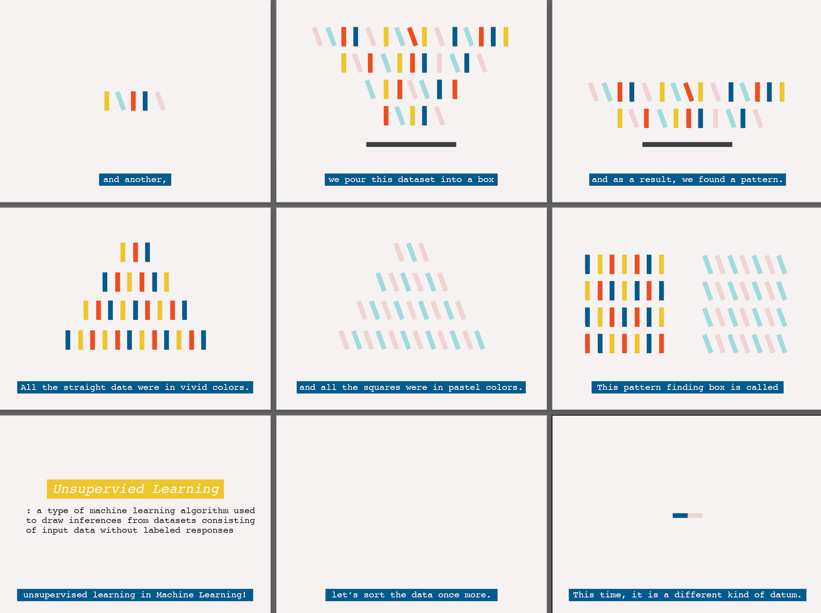 and another,
we pour this dataset into a box
and as a result, we found a pattern.
All the straight data were in vivid colors.
and all the squares were in pastel colors.
This pattern finding box is called
Unsupervied Learning
: a type of machine learning algorithm used
to draw inferences from datasets consisting
of input data without labeled responses
unsupervised learning in Machine Learning!
let's sort the data once more.
This time, it is a different kind of datum.